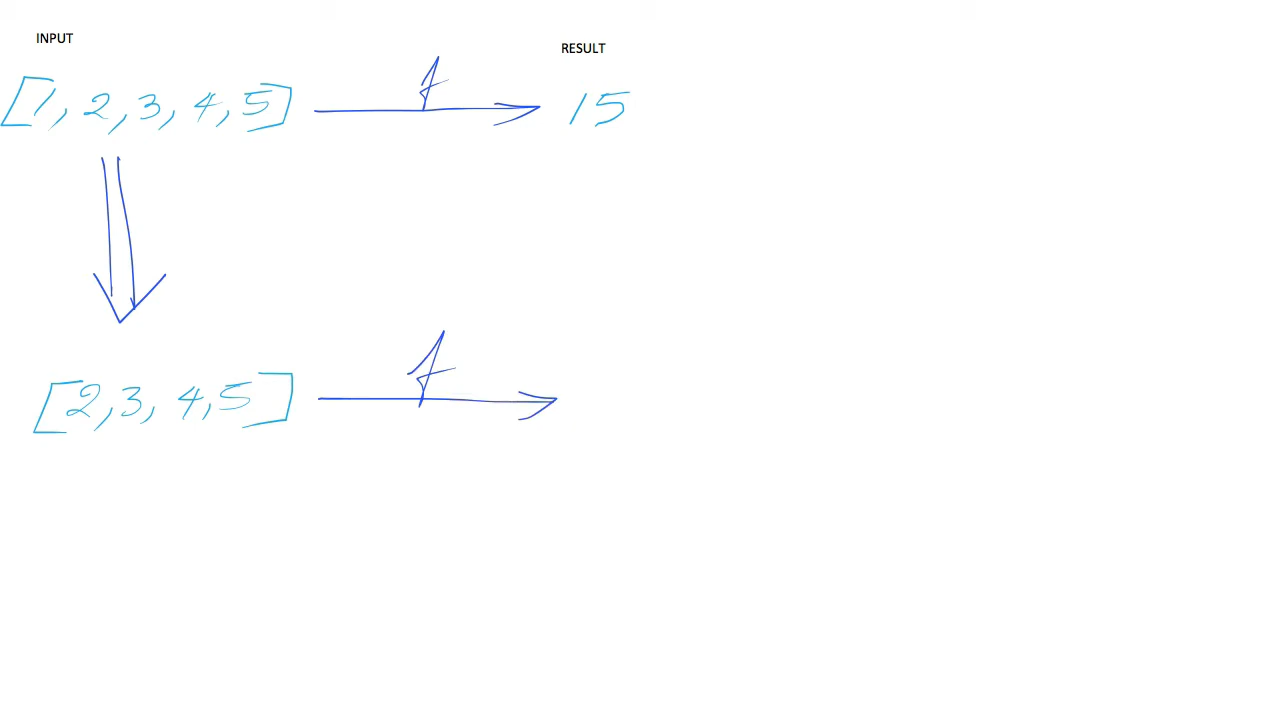 INPUT
RESULT
[1, 2, 3, 4, 5] f 15
[2, 3, 4, 5] f